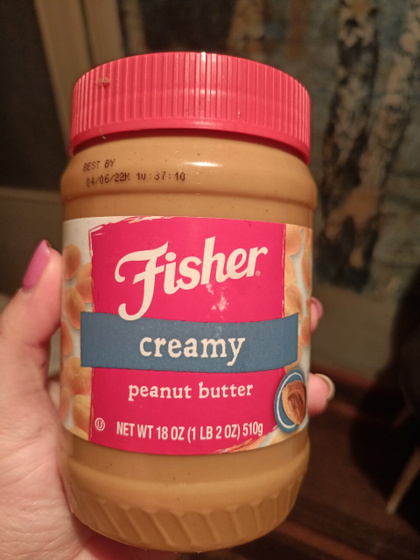 BEST BY
04/06/22M 10:37:10
Fisher®
creamy
peanut butter
U NET WT 18 OZ (1 LB 2 OZ) 510g